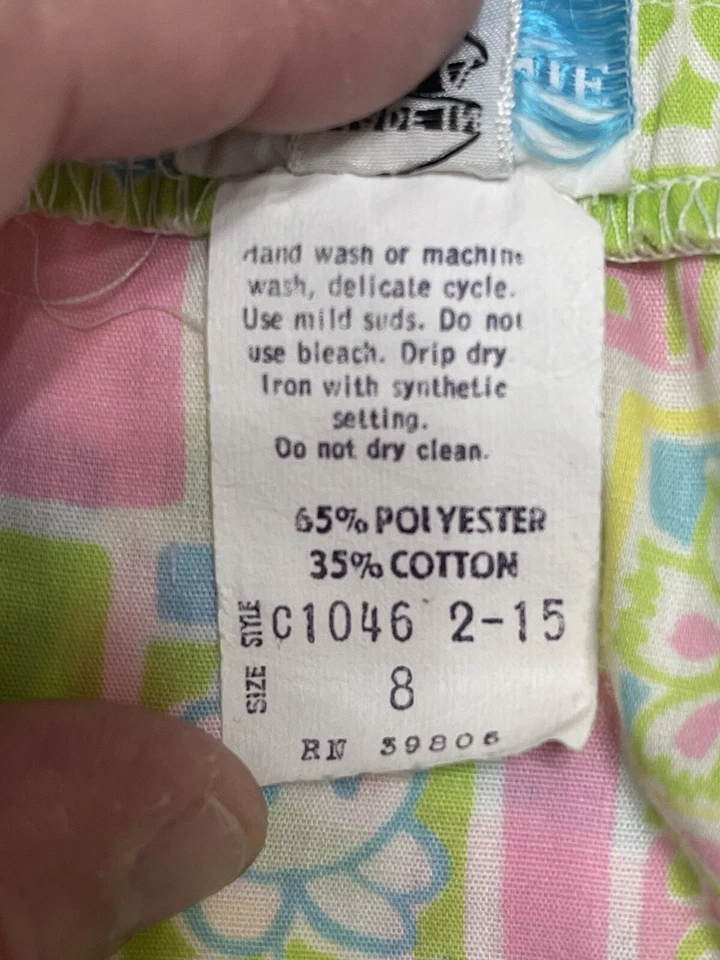 Hand wash or machine
wash, delicate cycle.
Use mild suds. Do not
use bleach. Drip dry
Iron with synthetic
setting.
Do not dry clean.
65% POLYESTER
35% COTTON
STYLE C1046 2-15
SIZE 8
RN 39806